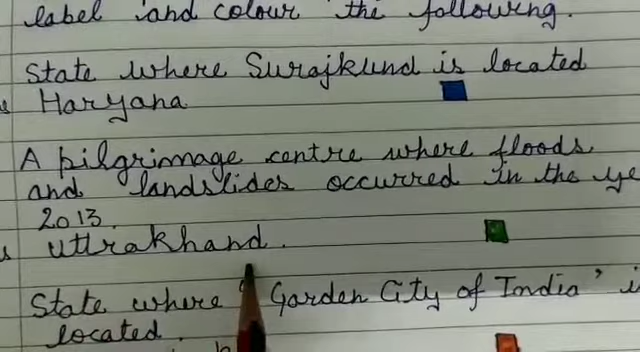 label and colour the following.
State where Surajkund is located
Haryana
A pilgrimage centre where floods
and landslides occurred in the ye
2013.
Uttrakhand.
State where 'Garden City of India' i
located.